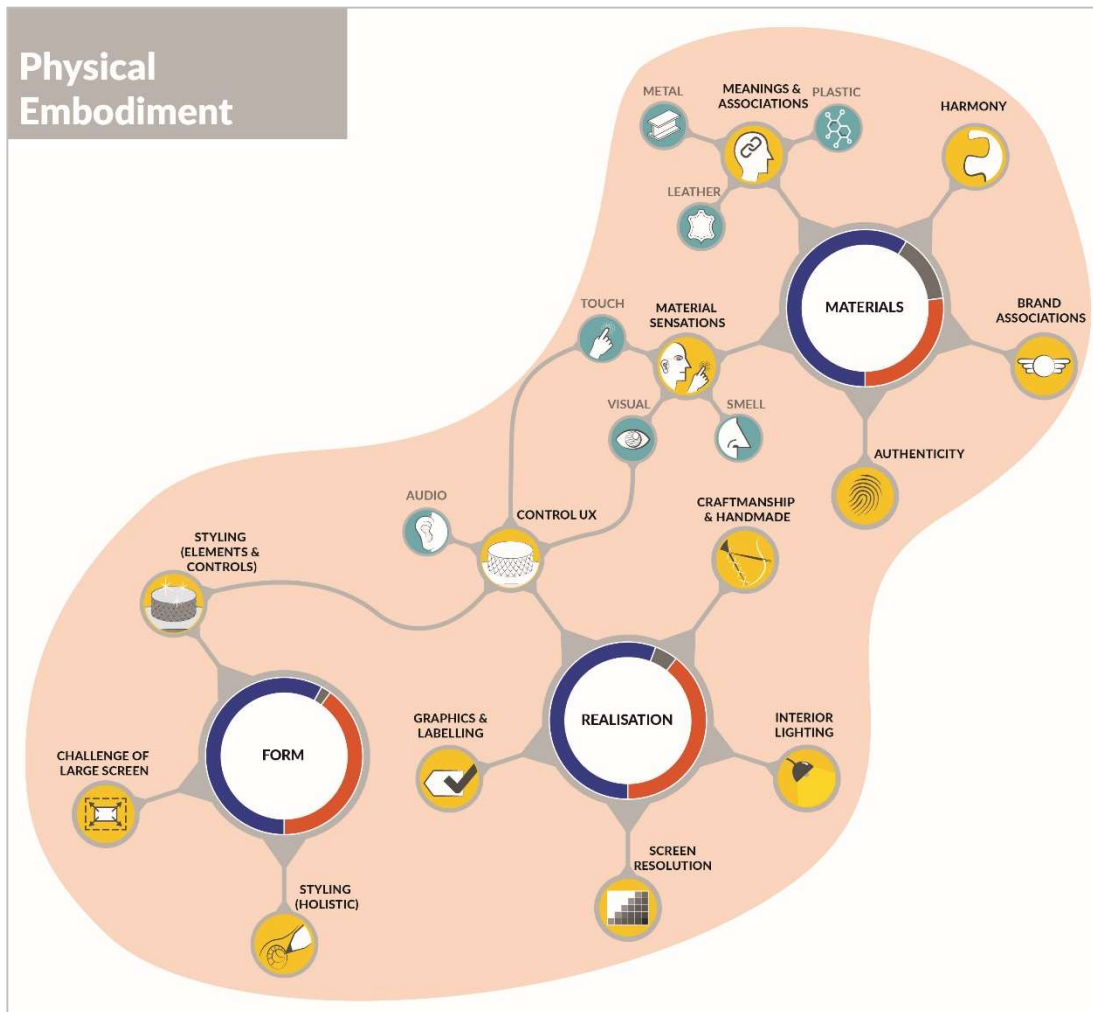 Physical
Embodiment
METAL
MEANINGS &
ASSOCIATIONS
PLASTIC
HARMONY
LEATHER
MATERIALS
TOUCH
MATERIAL
SENSATIONS
BRAND
ASSOCIATIONS
VISUAL
SMELL
AUTHENTICITY
AUDIO
CONTROL UX
CRAFTMANSHIP
& HANDMADE
STYLING
(ELEMENTS &
CONTROLS)
FORM
GRAPHICS &
LABELLING
REALISATION
INTERIOR
LIGHTING
CHALLENGE OF
LARGE SCREEN
SCREEN
RESOLUTION
STYLING
(HOLISTIC)